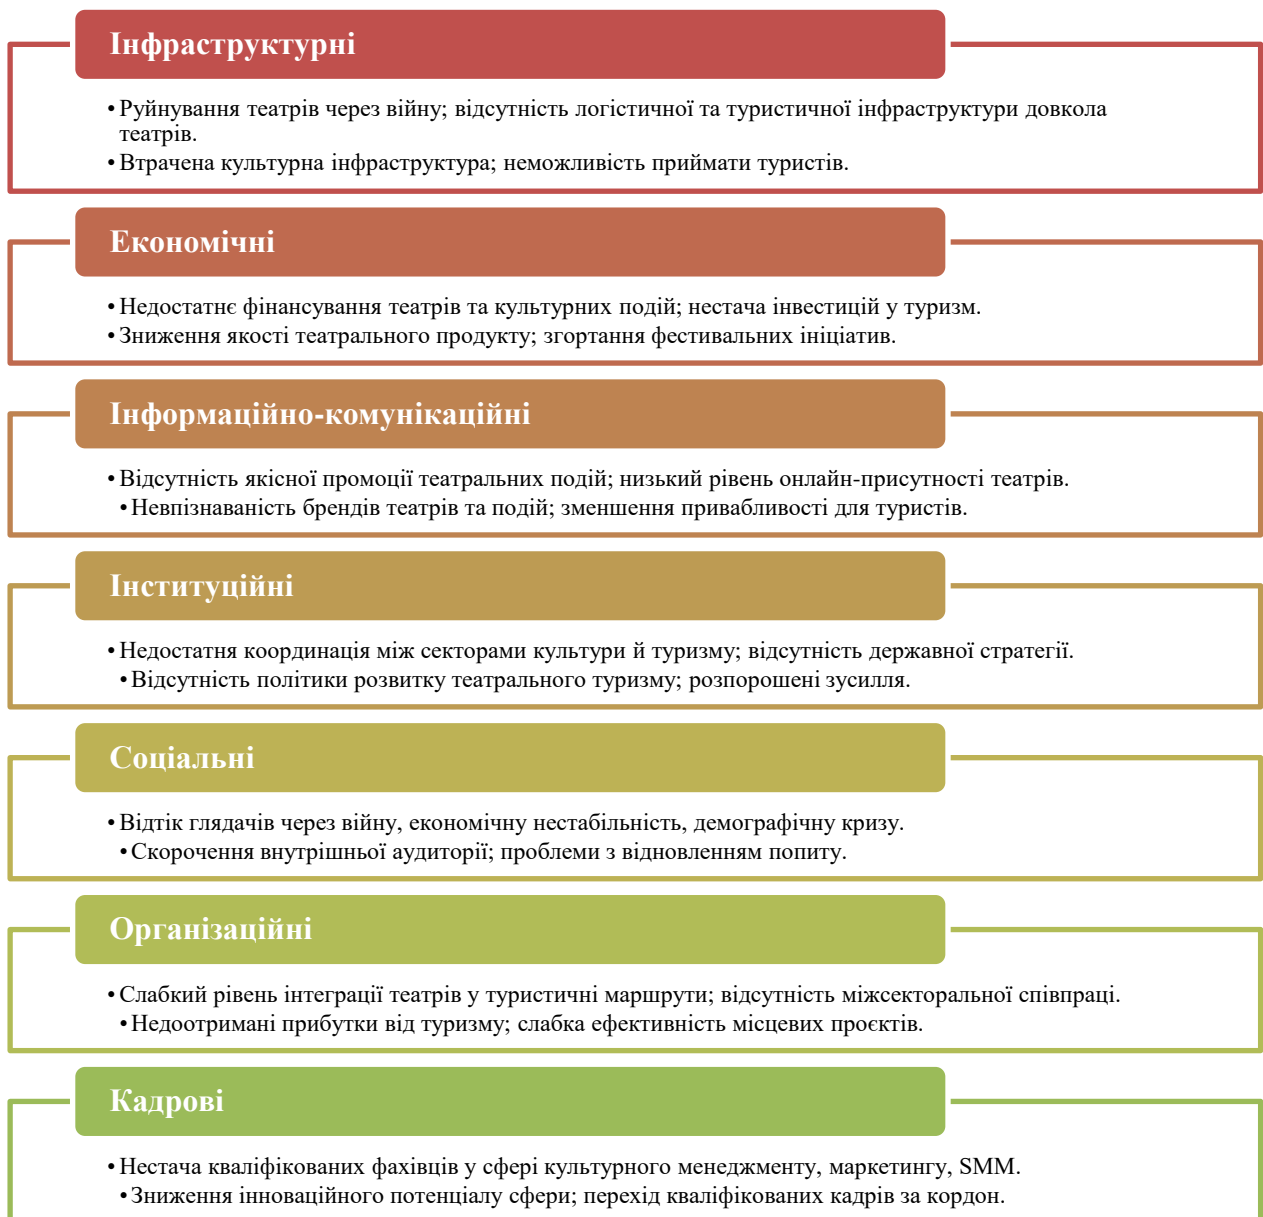 Інфраструктурні
• Руйнування театрів через війну; відсутність логістичної та туристичної інфраструктури довкола
театрів.
• Втрачена культурна інфраструктура; неможливість приймати туристів.
Економічні
• Недостатнє фінансування театрів та культурних подій; нестача інвестицій у туризм.
• Зниження якості театрального продукту; згортання фестивальних ініціатив.
Інформаційно-комунікаційні
• Відсутність якісної промоції театральних подій; низький рівень онлайн-присутності театрів.
• Невпізнаваність брендів театрів та подій; зменшення привабливості для туристів.
Інституційні
• Недостатня координація між секторами культури й туризму; відсутність державної стратегії.
• Відсутність політики розвитку театрального туризму; розпорошені зусилля.
Соціальні
• Відтік глядачів через війну, економічну нестабільність, демографічну кризу.
• Скорочення внутрішньої аудиторії; проблеми з відновленням попиту.
Організаційні
• Слабкий рівень інтеграції театрів у туристичні маршрути; відсутність міжсекторальної співпраці.
• Недоотримані прибутки від туризму; слабка ефективність місцевих проєктів.
Кадрові
• Нестача кваліфікованих фахівців у сфері культурного менеджменту, маркетингу, SMM.
• Зниження інноваційного потенціалу сфери; перехід кваліфікованих кадрів за кордон.